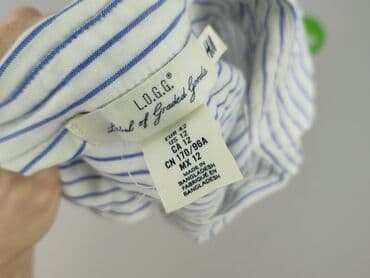 H&M
L.O.G.G.®
Label of Graded Goods
EUR 42
US 12
CA 12
CN 170/96A
MX 12
MADE IN
BANGLADESH
FABRIQUÉ EN
BANGLADESH